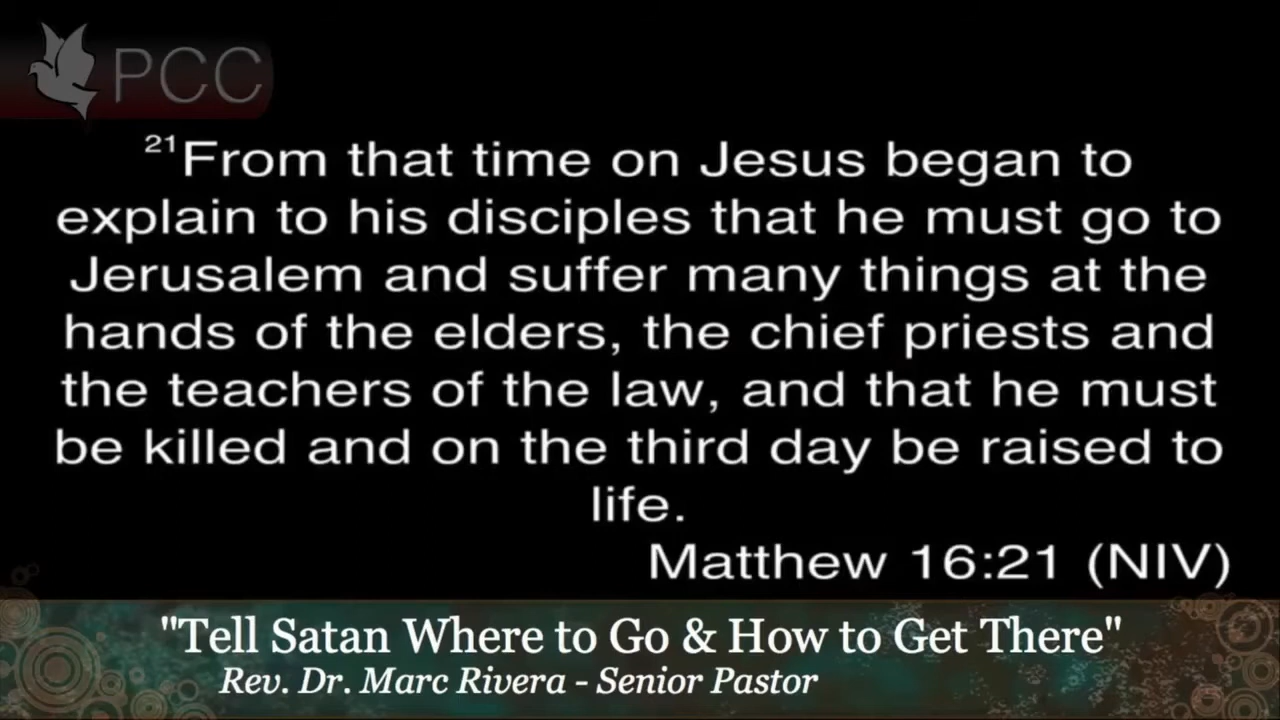 PCC
21From that time on Jesus began to
explain to his disciples that he must go to
Jerusalem and suffer many things at the
hands of the elders, the chief priests and
the teachers of the law, and that he must
be killed and on the third day be raised to
life.
Matthew 16:21 (NIV)
"Tell Satan Where to Go & How to Get There"
Rev. Dr. Marc Rivera - Senior Pastor